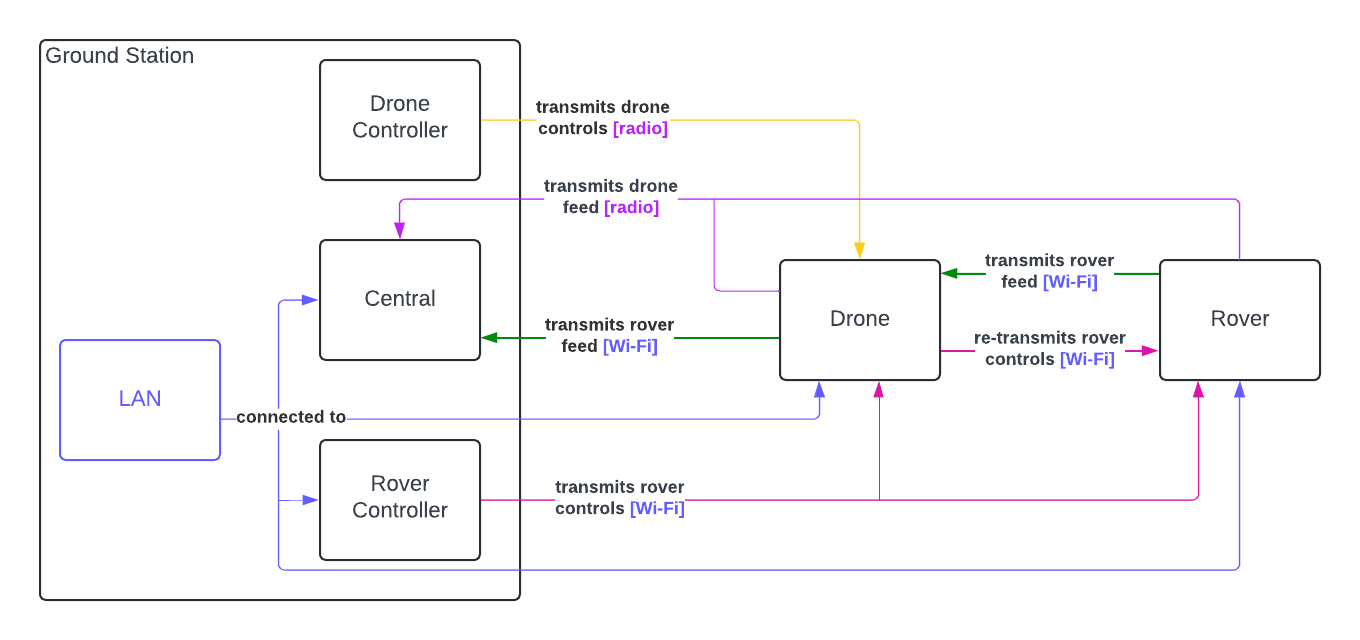 Ground Station
Drone
Controller
transmits drone
controls [radio]
transmits drone
feed [radio]
Central
transmits rover
feed [Wi-Fi]
Drone
transmits rover
feed [Wi-Fi]
re-transmits rover
controls [Wi-Fi]
Rover
LAN
connected to
Rover
Controller
transmits rover
controls [Wi-Fi]